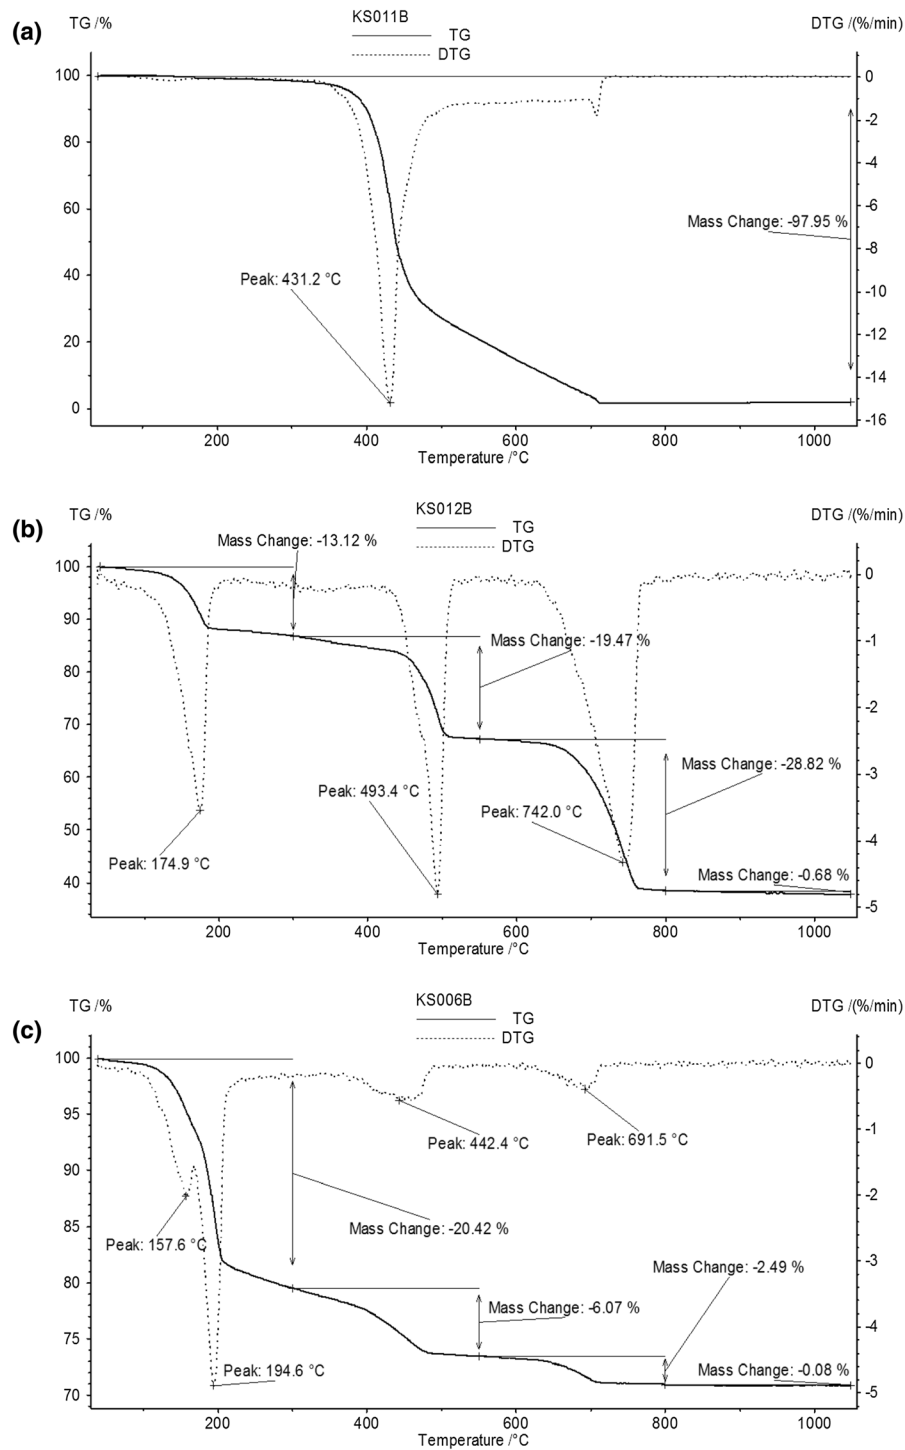 (a)
TG /%
KS011B
TG
DTG
DTG /(%/min)
100
80
60
40
20
0
0
-2
-4
-6
-8
-10
-12
-14
-16
Mass Change: -97.95 %
Peak: 431.2 °C
200
400
600
800
1000
Temperature /°C
(b)
TG /%
KS012B
TG
DTG
DTG /(%/min)
100
90
80
70
60
50
40
0
-1
-2
-3
-4
-5
Mass Change: -13.12 %
Mass Change: -19.47 %
Mass Change: -28.82 %
Mass Change: -0.68 %
Peak: 493.4 °C
Peak: 742.0 °C
Peak: 174.9 °C
200
400
600
800
1000
Temperature /°C
(c)
TG /%
KS006B
TG
DTG
DTG /(%/min)
100
95
90
85
80
75
70
0
-1
-2
-3
-4
-5
Peak: 442.4 °C
Peak: 691.5 °C
Peak: 157.6 °C
Mass Change: -20.42 %
Mass Change: -2.49 %
Mass Change: -6.07 %
Mass Change: -0.08 %
Peak: 194.6 °C
200
400
600
800
1000
Temperature /°C